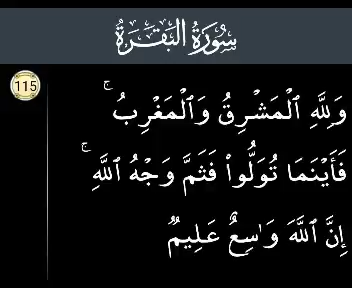 سُورَةُ البَقَرَةُ
115
وَلِلَّهِ ٱلْمَشْرِقُ وَٱلْمَغْرِبُ ۚ
فَأَيْنَمَا تُوَلُّوا۟ فَثَمَّ وَجْهُ ٱللَّهِ ۚ
إِنَّ ٱللَّهَ وَٰسِعٌ عَلِيمٌ